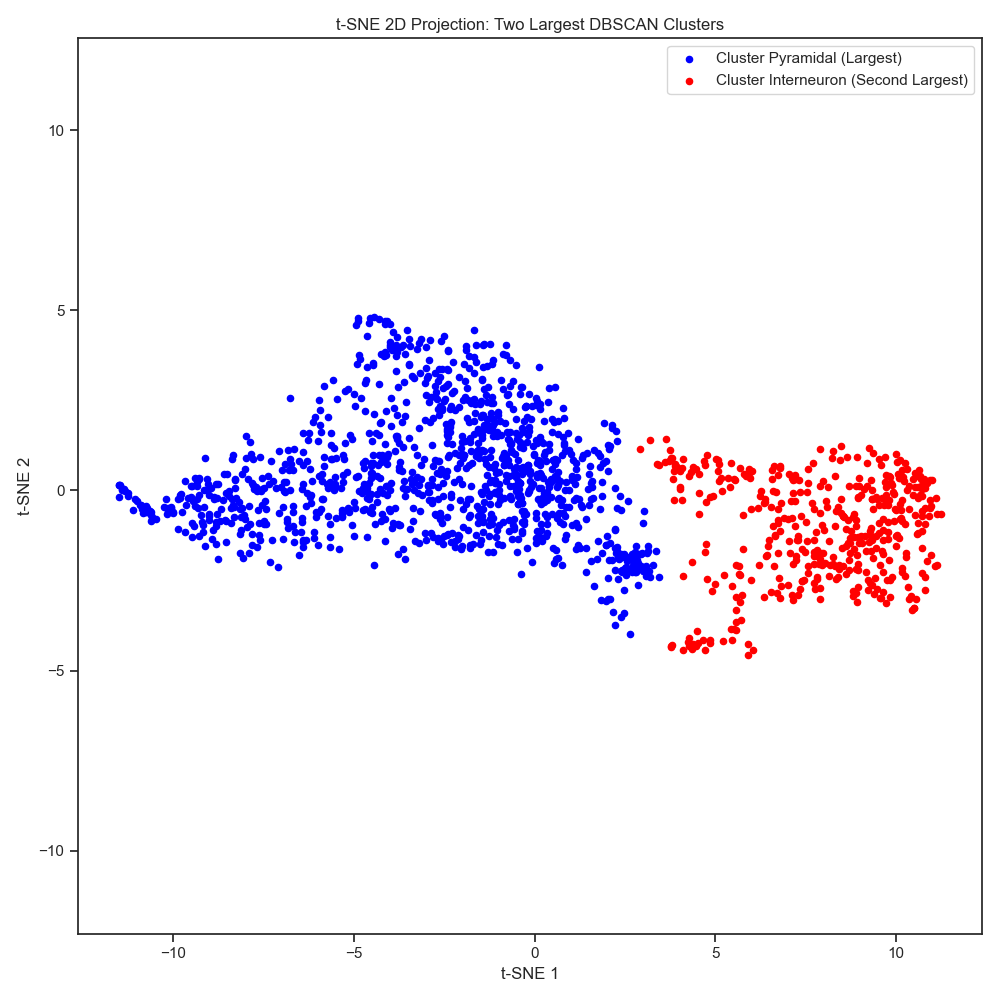 t-SNE 2D Projection: Two Largest DBSCAN Clusters
Cluster Pyramidal (Largest)
Cluster Interneuron (Second Largest)
10
5
0
−5
−10
t-SNE 2
−10
−5
0
5
10
t-SNE 1